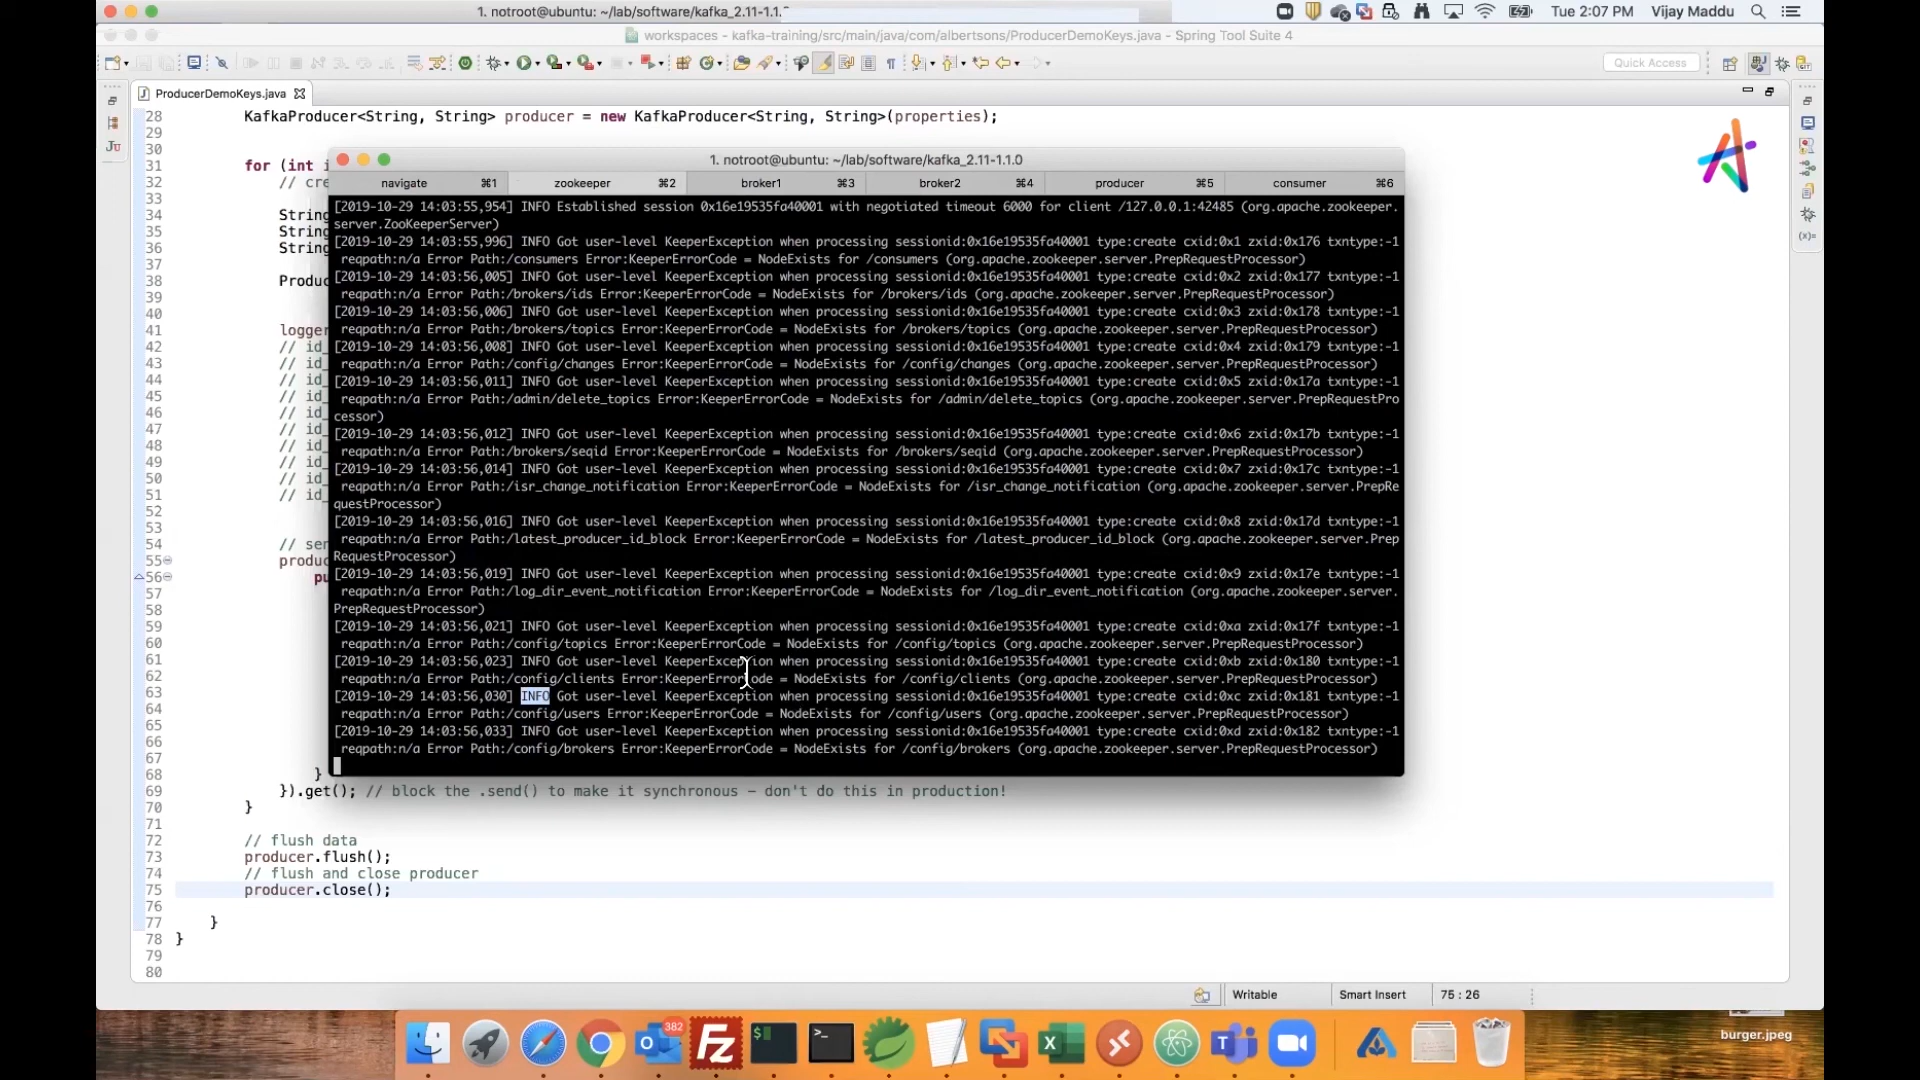 1. notroot@ubuntu: ~/lab/software/kafka_2.11-1.1.
Tue 2:07 PM Vijay Maddu
workspaces - kafka-training/src/main/java/com/albertsons/ProducerDemoKeys.java - Spring Tool Suite 4
Quick Access
ProducerDemoKeys.java
28 KafkaProducer<String, String> producer = new KafkaProducer<String, String>(properties);
29
30
31 for (int i
32 // cre
33
34 String
35 String
36 String
37
38 Produc
39
40
41 logger
42 // id_
43 // id_
44 // id_
45 // id_
46 // id_
47 // id_
48 // id_
49 // id_
50 // id_
51 // id_
52
53
54 // sen
55 produc
56 pu
57
58
59
60
61
62
63
64
65
66
67
68 }
69 }).get(); // block the .send() to make it synchronous - don't do this in production!
70 }
71
72 // flush data
73 producer.flush();
74 // flush and close producer
75 producer.close();
76
77 }
78 }
79
80
1. notroot@ubuntu: ~/lab/software/kafka_2.11-1.1.0
navigate ⌘1 zookeeper ⌘2 broker1 ⌘3 broker2 ⌘4 producer ⌘5 consumer ⌘6
[2019-10-29 14:03:55,954] INFO Established session 0x16e19535fa40001 with negotiated timeout 6000 for client /127.0.0.1:42485 (org.apache.zookeeper.
server.ZooKeeperServer)
[2019-10-29 14:03:55,996] INFO Got user-level KeeperException when processing sessionid:0x16e19535fa40001 type:create cxid:0x1 zxid:0x176 txntype:-1
reqpath:n/a Error Path:/consumers Error:KeeperErrorCode = NodeExists for /consumers (org.apache.zookeeper.server.PrepRequestProcessor)
[2019-10-29 14:03:56,005] INFO Got user-level KeeperException when processing sessionid:0x16e19535fa40001 type:create cxid:0x2 zxid:0x177 txntype:-1
reqpath:n/a Error Path:/brokers/ids Error:KeeperErrorCode = NodeExists for /brokers/ids (org.apache.zookeeper.server.PrepRequestProcessor)
[2019-10-29 14:03:56,006] INFO Got user-level KeeperException when processing sessionid:0x16e19535fa40001 type:create cxid:0x3 zxid:0x178 txntype:-1
reqpath:n/a Error Path:/brokers/topics Error:KeeperErrorCode = NodeExists for /brokers/topics (org.apache.zookeeper.server.PrepRequestProcessor)
[2019-10-29 14:03:56,008] INFO Got user-level KeeperException when processing sessionid:0x16e19535fa40001 type:create cxid:0x4 zxid:0x179 txntype:-1
reqpath:n/a Error Path:/config/changes Error:KeeperErrorCode = NodeExists for /config/changes (org.apache.zookeeper.server.PrepRequestProcessor)
[2019-10-29 14:03:56,011] INFO Got user-level KeeperException when processing sessionid:0x16e19535fa40001 type:create cxid:0x5 zxid:0x17a txntype:-1
reqpath:n/a Error Path:/admin/delete_topics Error:KeeperErrorCode = NodeExists for /admin/delete_topics (org.apache.zookeeper.server.PrepRequestPro
cessor)
[2019-10-29 14:03:56,012] INFO Got user-level KeeperException when processing sessionid:0x16e19535fa40001 type:create cxid:0x6 zxid:0x17b txntype:-1
reqpath:n/a Error Path:/brokers/seqid Error:KeeperErrorCode = NodeExists for /brokers/seqid (org.apache.zookeeper.server.PrepRequestProcessor)
[2019-10-29 14:03:56,014] INFO Got user-level KeeperException when processing sessionid:0x16e19535fa40001 type:create cxid:0x7 zxid:0x17c txntype:-1
reqpath:n/a Error Path:/isr_change_notification Error:KeeperErrorCode = NodeExists for /isr_change_notification (org.apache.zookeeper.server.PrepRe
questProcessor)
[2019-10-29 14:03:56,016] INFO Got user-level KeeperException when processing sessionid:0x16e19535fa40001 type:create cxid:0x8 zxid:0x17d txntype:-1
reqpath:n/a Error Path:/latest_producer_id_block Error:KeeperErrorCode = NodeExists for /latest_producer_id_block (org.apache.zookeeper.server.Prep
RequestProcessor)
[2019-10-29 14:03:56,019] INFO Got user-level KeeperException when processing sessionid:0x16e19535fa40001 type:create cxid:0x9 zxid:0x17e txntype:-1
reqpath:n/a Error Path:/log_dir_event_notification Error:KeeperErrorCode = NodeExists for /log_dir_event_notification (org.apache.zookeeper.server.
PrepRequestProcessor)
[2019-10-29 14:03:56,021] INFO Got user-level KeeperException when processing sessionid:0x16e19535fa40001 type:create cxid:0xa zxid:0x17f txntype:-1
reqpath:n/a Error Path:/config/topics Error:KeeperErrorCode = NodeExists for /config/topics (org.apache.zookeeper.server.PrepRequestProcessor)
[2019-10-29 14:03:56,023] INFO Got user-level KeeperException when processing sessionid:0x16e19535fa40001 type:create cxid:0xb zxid:0x180 txntype:-1
reqpath:n/a Error Path:/config/clients Error:KeeperErrorCode = NodeExists for /config/clients (org.apache.zookeeper.server.PrepRequestProcessor)
[2019-10-29 14:03:56,030] INFO Got user-level KeeperException when processing sessionid:0x16e19535fa40001 type:create cxid:0xc zxid:0x181 txntype:-1
reqpath:n/a Error Path:/config/users Error:KeeperErrorCode = NodeExists for /config/users (org.apache.zookeeper.server.PrepRequestProcessor)
[2019-10-29 14:03:56,033] INFO Got user-level KeeperException when processing sessionid:0x16e19535fa40001 type:create cxid:0xd zxid:0x182 txntype:-1
reqpath:n/a Error Path:/config/brokers Error:KeeperErrorCode = NodeExists for /config/brokers (org.apache.zookeeper.server.PrepRequestProcessor)
Writable Smart Insert 75 : 26
382
burger.jpeg